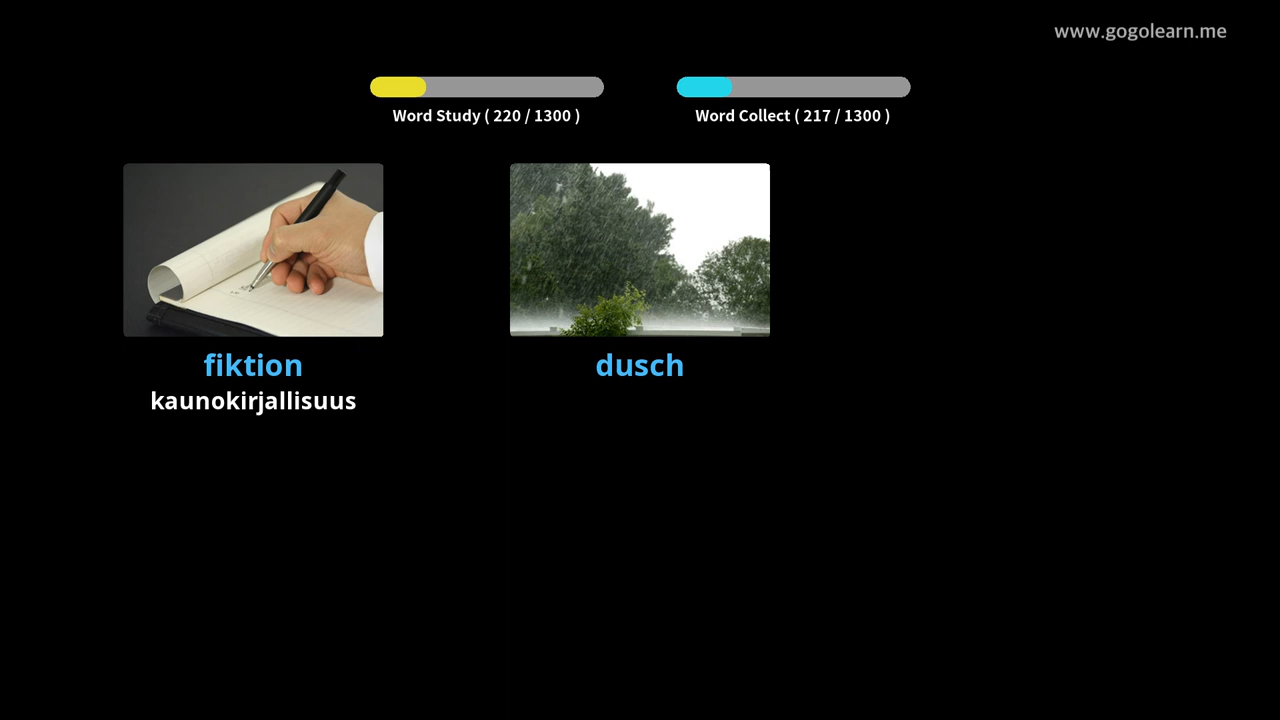 www.gogolearn.me
Word Study ( 220 / 1300 )
Word Collect ( 217 / 1300 )
fiktion
kaunokirjallisuus
dusch